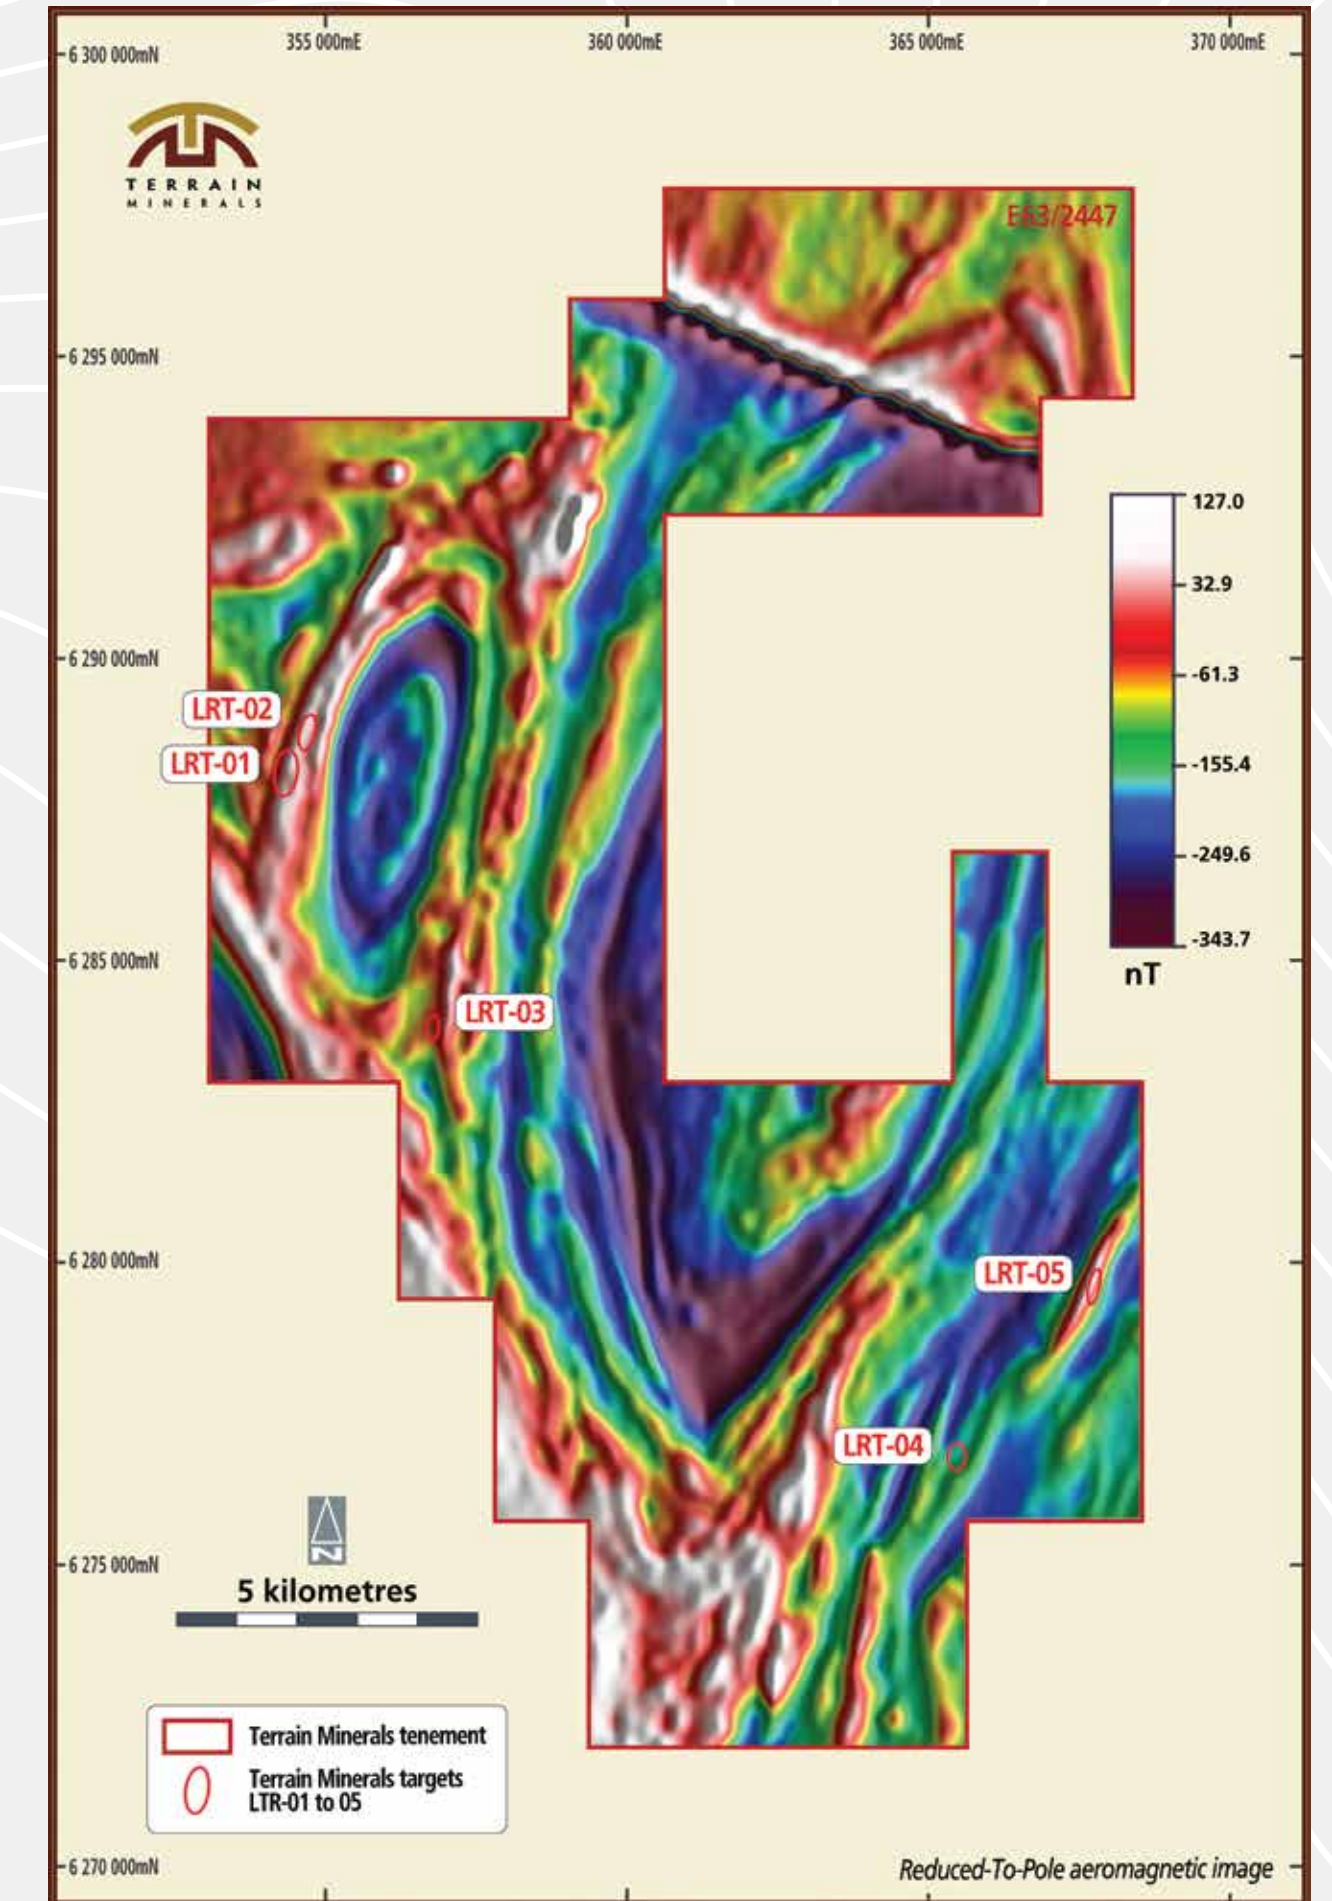 355 000mE
360 000mE
365 000mE
370 000mE
6 300 000mN
TERRAIN
MINERALS
E63/2447
6 295 000mN
127.0
32.9
-61.3
-155.4
-249.6
-343.7
nT
6 290 000mN
LRT-02
LRT-01
6 285 000mN
LRT-03
6 280 000mN
LRT-05
LRT-04
6 275 000mN
N
5 kilometres
Terrain Minerals tenement
Terrain Minerals targets
LTR-01 to 05
6 270 000mN
Reduced-To-Pole aeromagnetic image